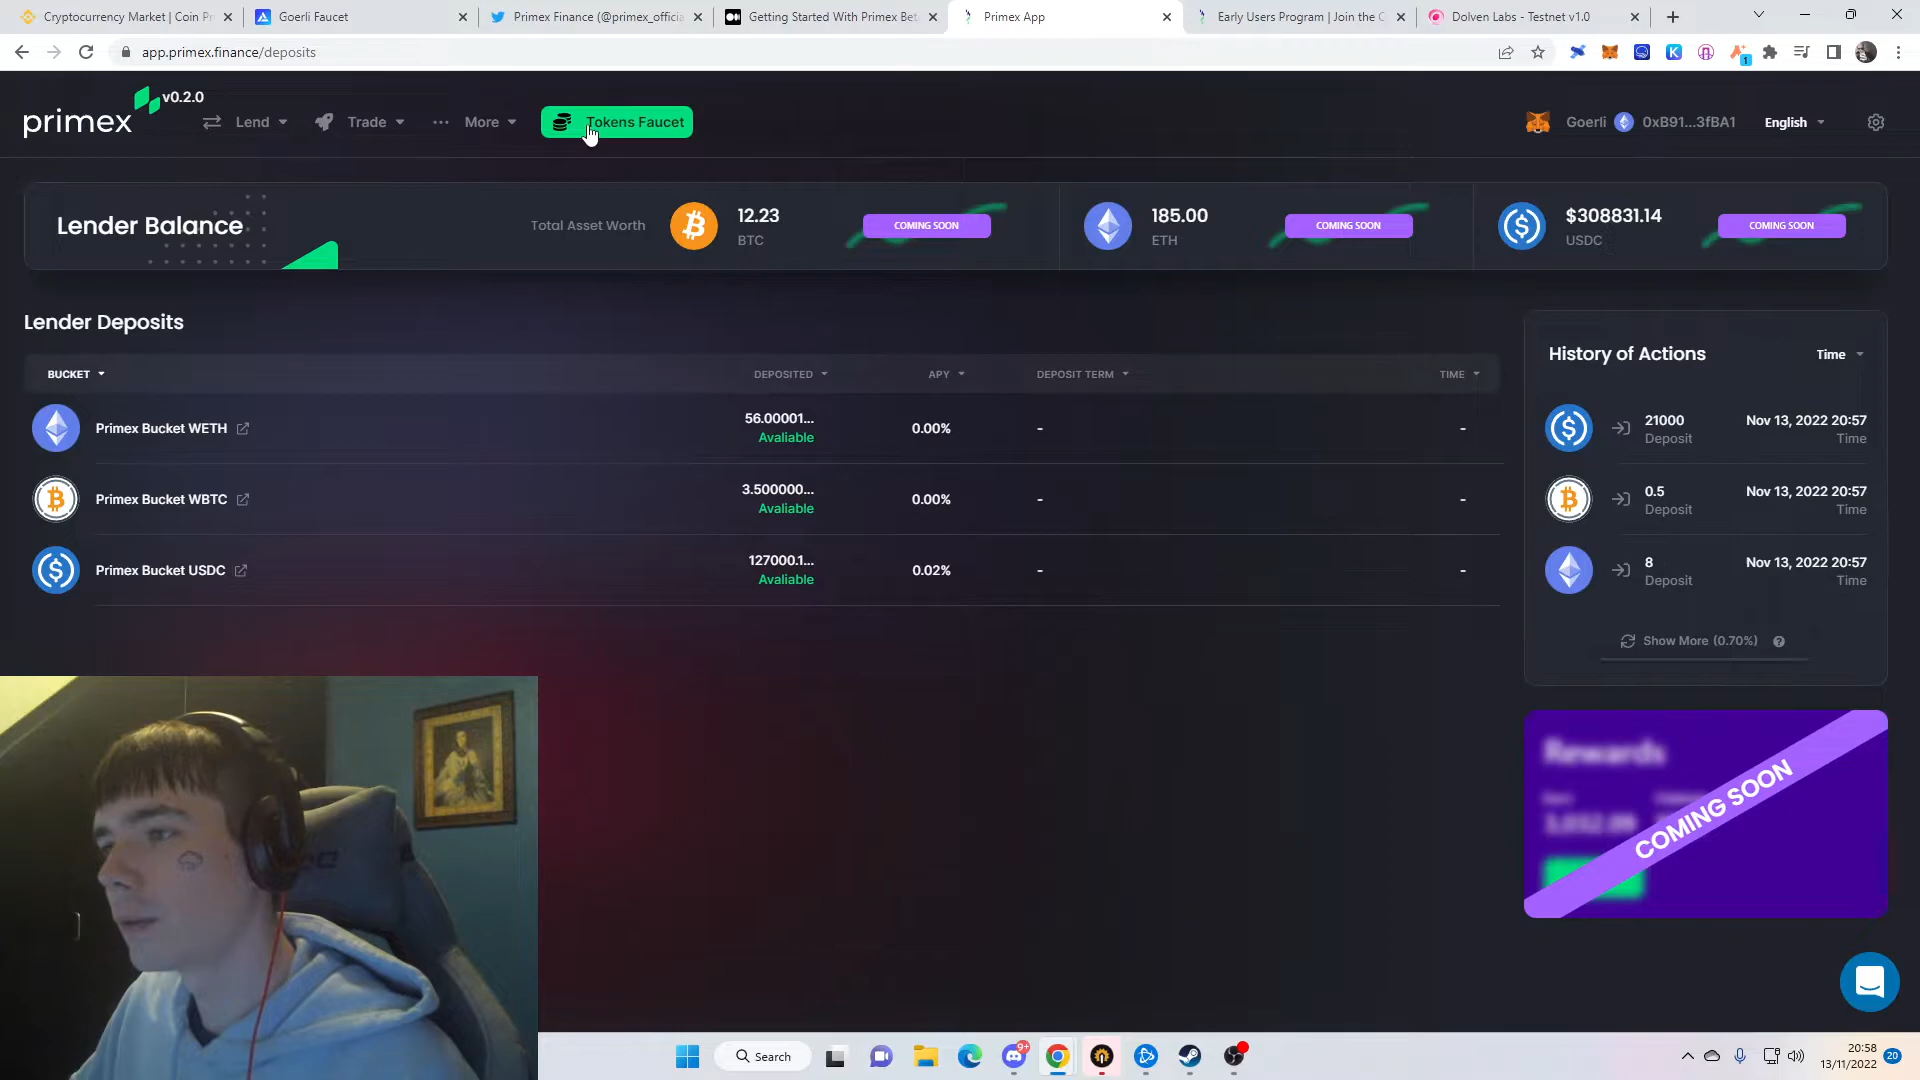 Cryptocurrency Market | Coin Pr
Goerli Faucet
Primex Finance (@primex_officia
Getting Started With Primex Bet
Primex App
Early Users Program | Join the C
Dolven Labs - Testnet v1.0
app.primex.finance/deposits
1
primex
v0.2.0
Lend
Trade
More
Tokens Faucet
Goerli
0xB91...3fBA1
English
Lender Balance
Total Asset Worth
12.23
BTC
COMING SOON
185.00
ETH
COMING SOON
$308831.14
USDC
COMING SOON
Lender Deposits
BUCKET
DEPOSITED
APY
DEPOSIT TERM
TIME
Primex Bucket WETH
56.00001...
Avaliable
0.00%
-
-
Primex Bucket WBTC
3.500000...
Avaliable
0.00%
-
-
Primex Bucket USDC
127000.1...
Avaliable
0.02%
-
-
History of Actions
Time
21000
Deposit
Nov 13, 2022 20:57
Time
0.5
Deposit
Nov 13, 2022 20:57
Time
8
Deposit
Nov 13, 2022 20:57
Time
Show More (0.70%)
Rewards
3,032.09
COMING SOON
Search
9+
20:58
13/11/2022
20